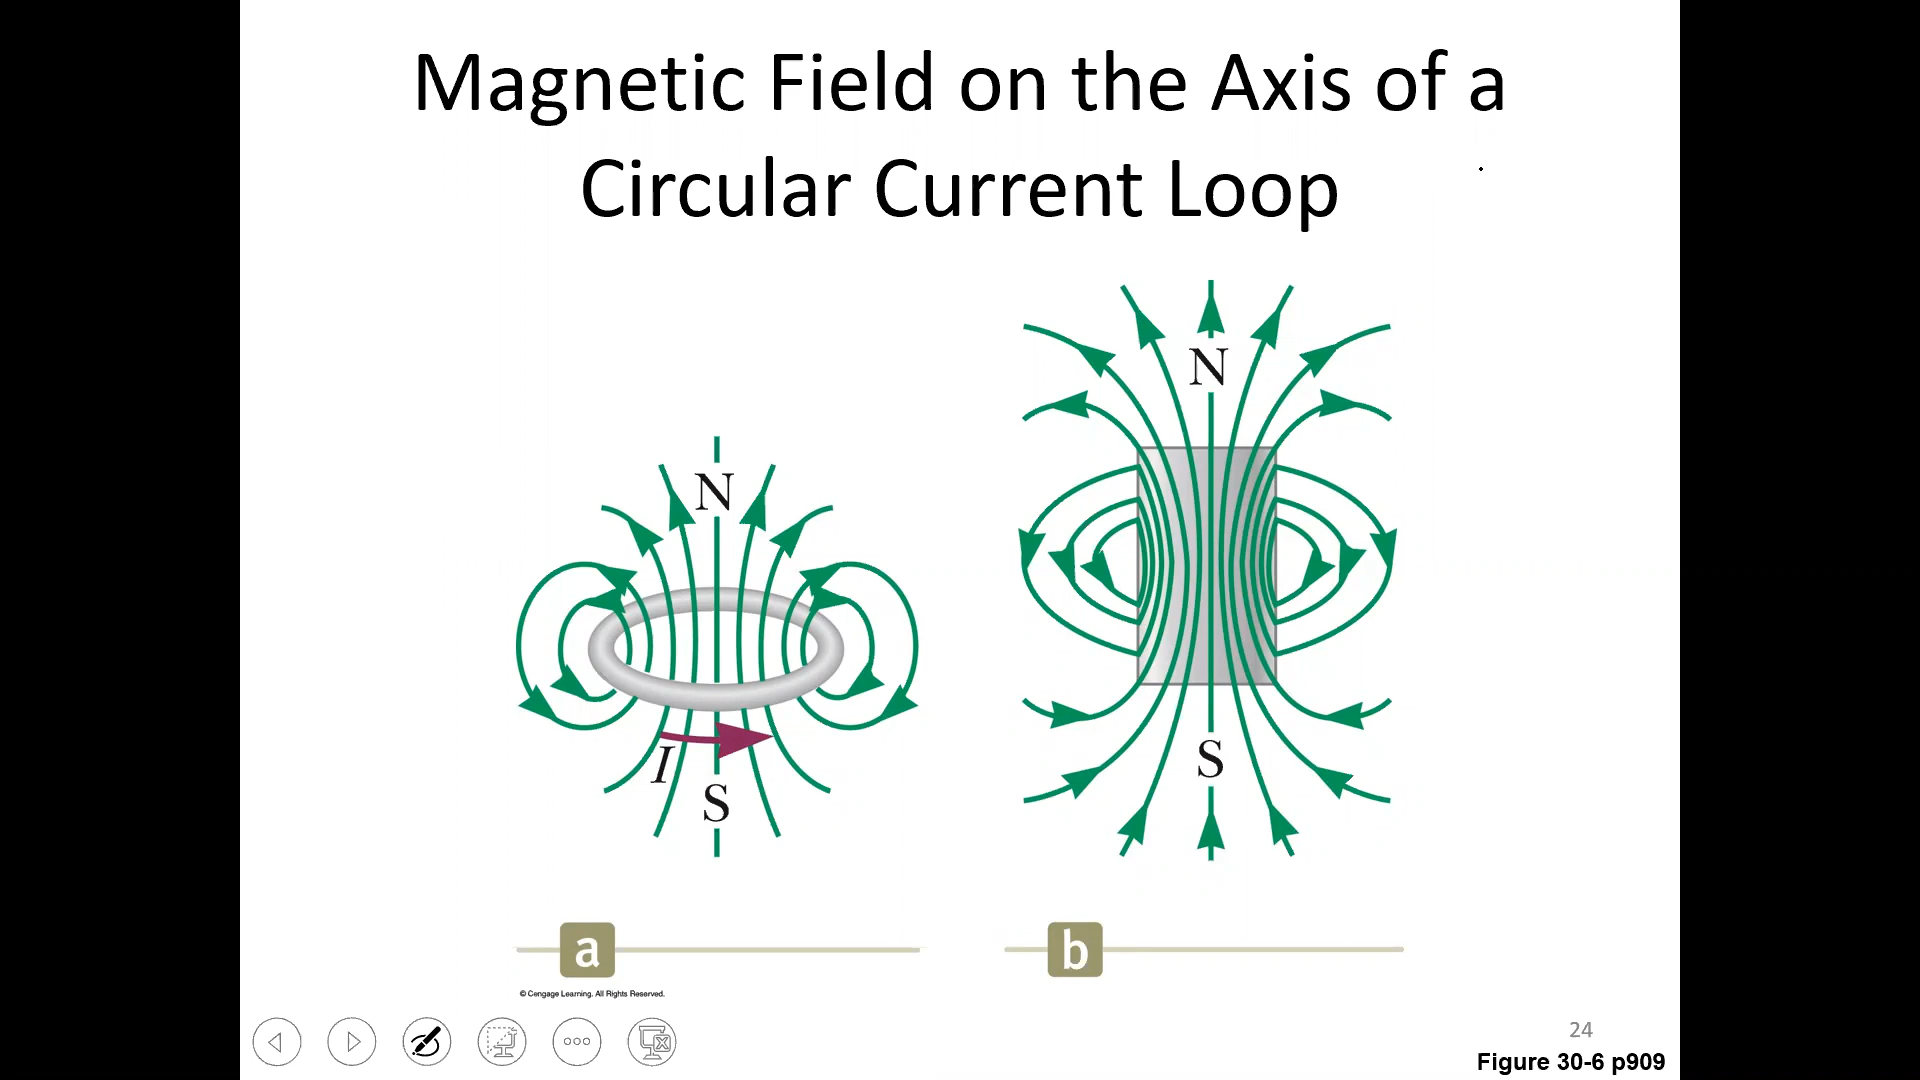 Magnetic Field on the Axis of a
Circular Current Loop
N
I
S
N
S
a
b
© Cengage Learning. All Rights Reserved.
24
Figure 30-6 p909